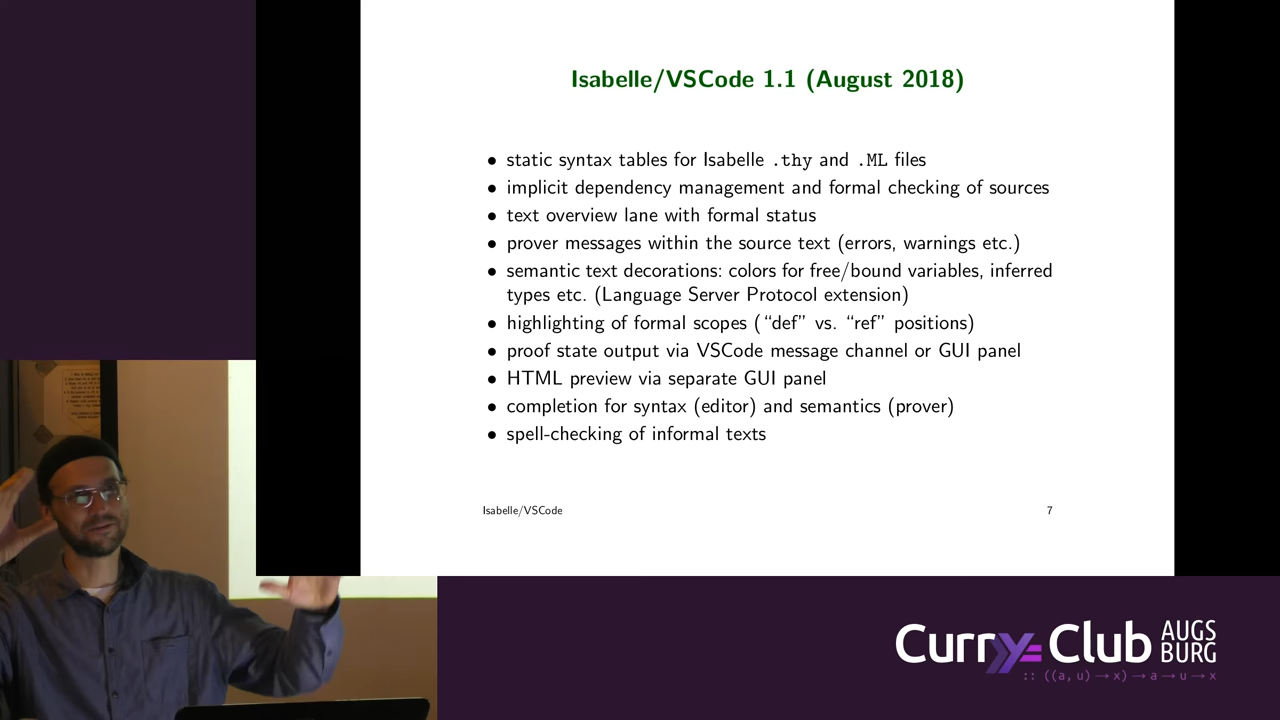 Isabelle/VSCode 1.1 (August 2018)
• static syntax tables for Isabelle .thy and .ML files
• implicit dependency management and formal checking of sources
• text overview lane with formal status
• prover messages within the source text (errors, warnings etc.)
• semantic text decorations: colors for free/bound variables, inferred
types etc. (Language Server Protocol extension)
• highlighting of formal scopes (“def” vs. “ref” positions)
• proof state output via VSCode message channel or GUI panel
• HTML preview via separate GUI panel
• completion for syntax (editor) and semantics (prover)
• spell-checking of informal texts
Isabelle/VSCode 7
Curry Club AUGS
BURG
:: ((a, u) → x) → a → u → x